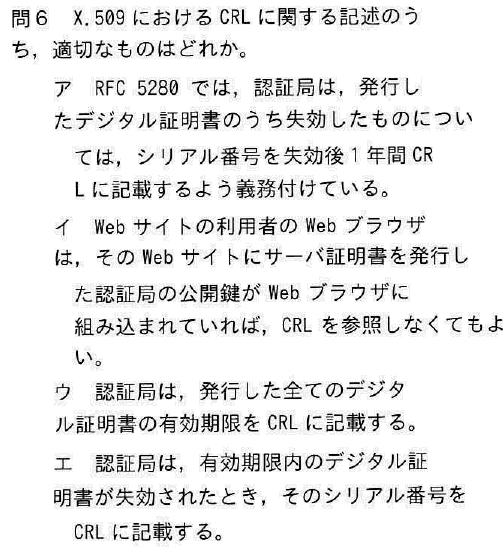 問６　X.509 における CRL に関する記述のう
ち，適切なものはどれか。
ア　RFC 5280 では，認証局は，発行し
たデジタル証明書のうち失効したものについ
ては，シリアル番号を失効後１年間 CR
L に記載するよう義務付けている。
イ　Web サイトの利用者の Web ブラウザ
は，その Web サイトにサーバ証明書を発行し
た認証局の公開鍵が Web ブラウザに
組み込まれていれば，CRL を参照しなくてもよ
い。
ウ　認証局は，発行した全てのデジタ
ル証明書の有効期限を CRL に記載する。
エ　認証局は，有効期限内のデジタル証
明書が失効されたとき，そのシリアル番号を
CRL に記載する。